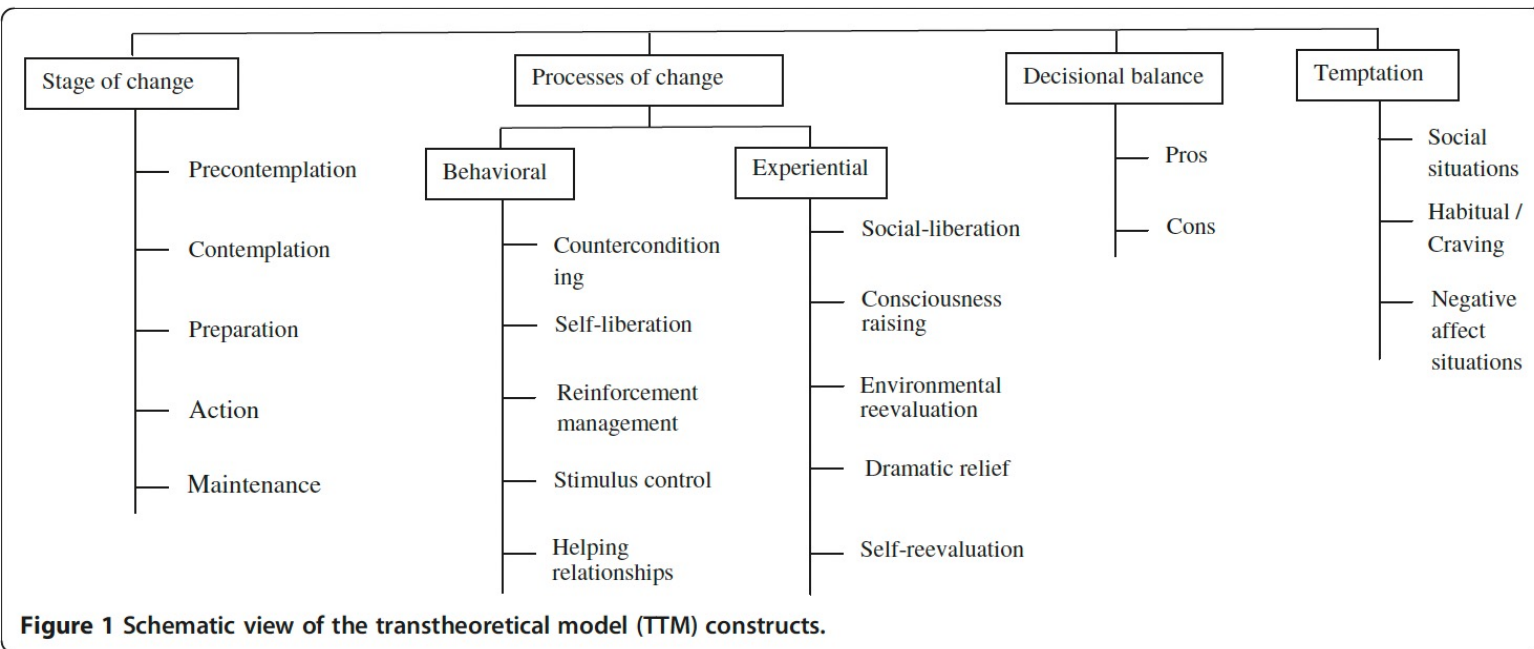 Stage of change
Processes of change
Decisional balance
Temptation
Precontemplation
Contemplation
Preparation
Action
Maintenance
Behavioral
Countercondition
ing
Self-liberation
Reinforcement
management
Stimulus control
Helping
relationships
Experiential
Social-liberation
Consciousness
raising
Environmental
reevaluation
Dramatic relief
Self-reevaluation
Pros
Cons
Social
situations
Habitual /
Craving
Negative
affect
situations
Figure 1 Schematic view of the transtheoretical model (TTM) constructs.